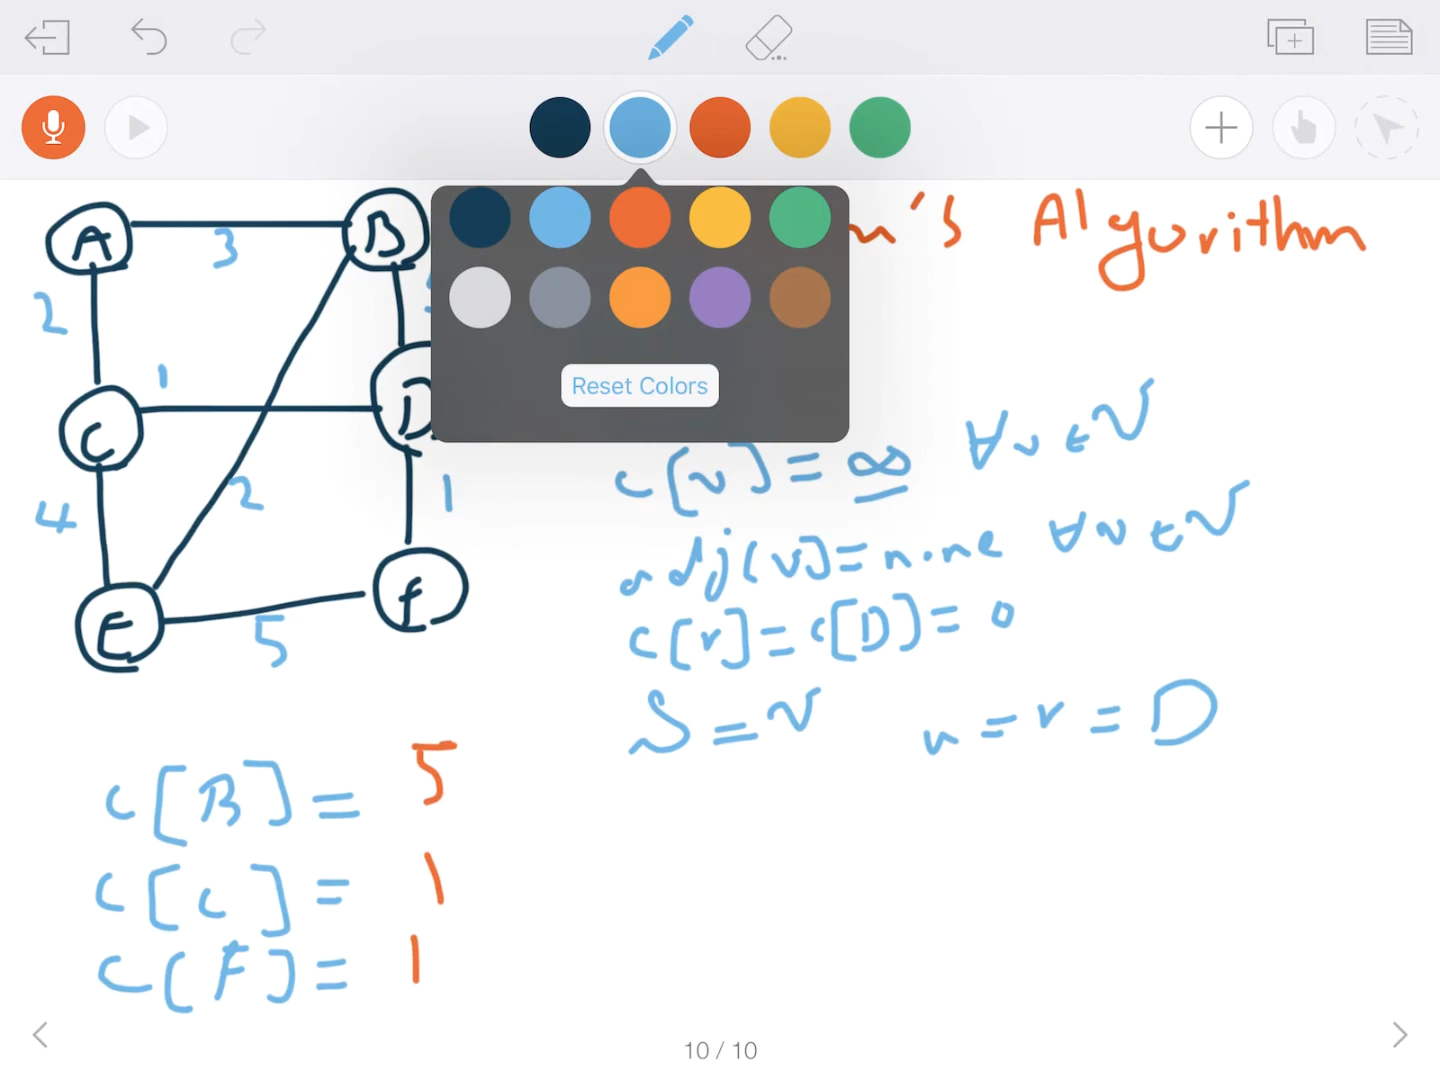 A
B
3
2
1
C
D
4
2
1
E
f
5
's Algorithm
Reset Colors
c[v] = ∞ ∀v ∈ V
adj(v) = none ∀v ∈ V
c[r] = c[D] = 0
S = V
u = r = D
c[B] = 5
c[C] = 1
c[F] = 1
10 / 10